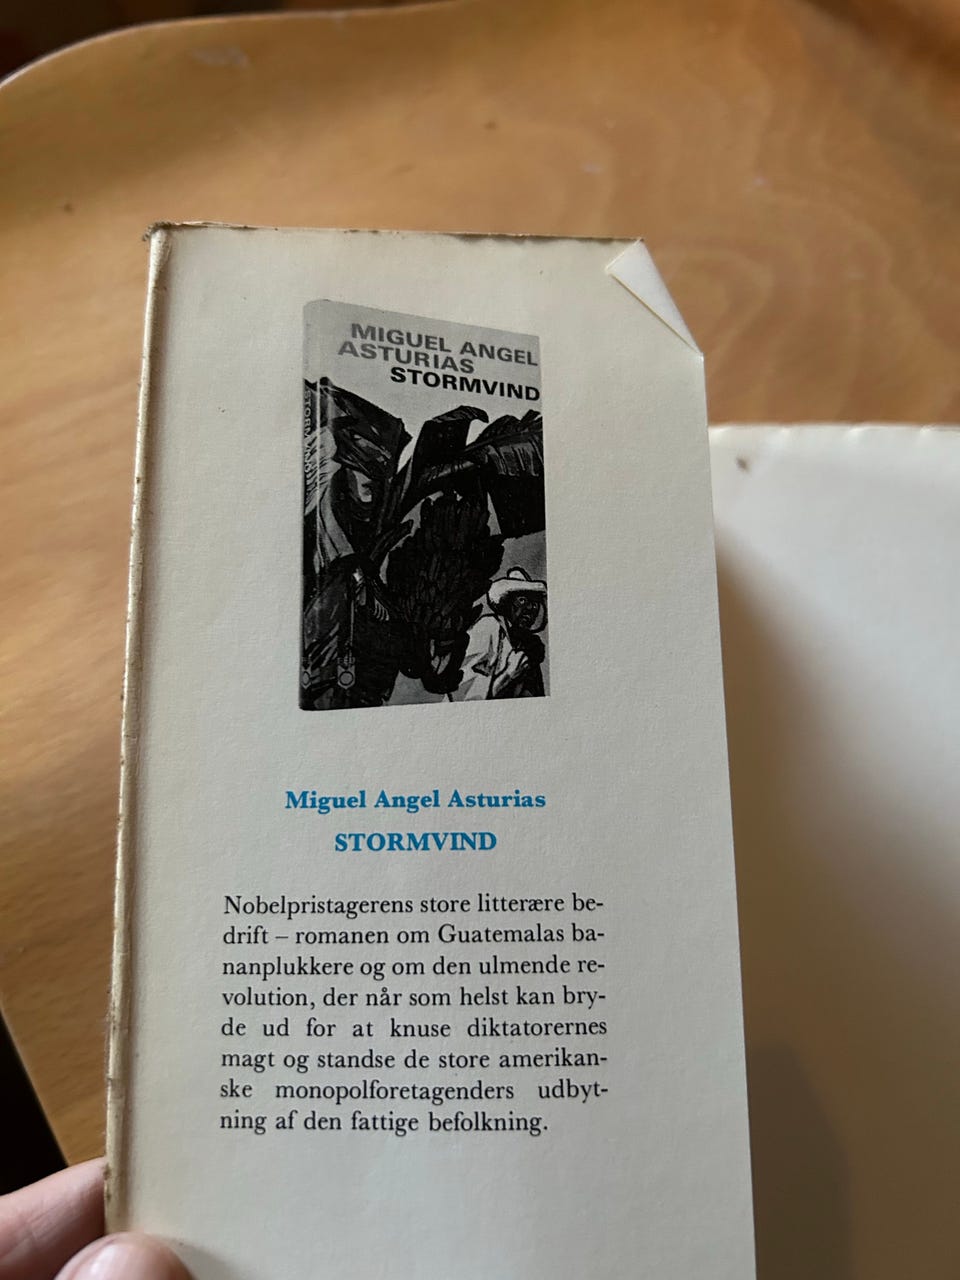 MIGUEL ANGEL
ASTURIAS
STORMVIND
Miguel Angel Asturias
STORMVIND
Nobelpristagerens store litterære be-
drift – romanen om Guatemalas ba-
nanplukkere og om den ulmende re-
volution, der når som helst kan bry-
de ud for at knuse diktatorernes
magt og standse de store amerikan-
ske monopolforetagenders udbyt-
ning af den fattige befolkning.